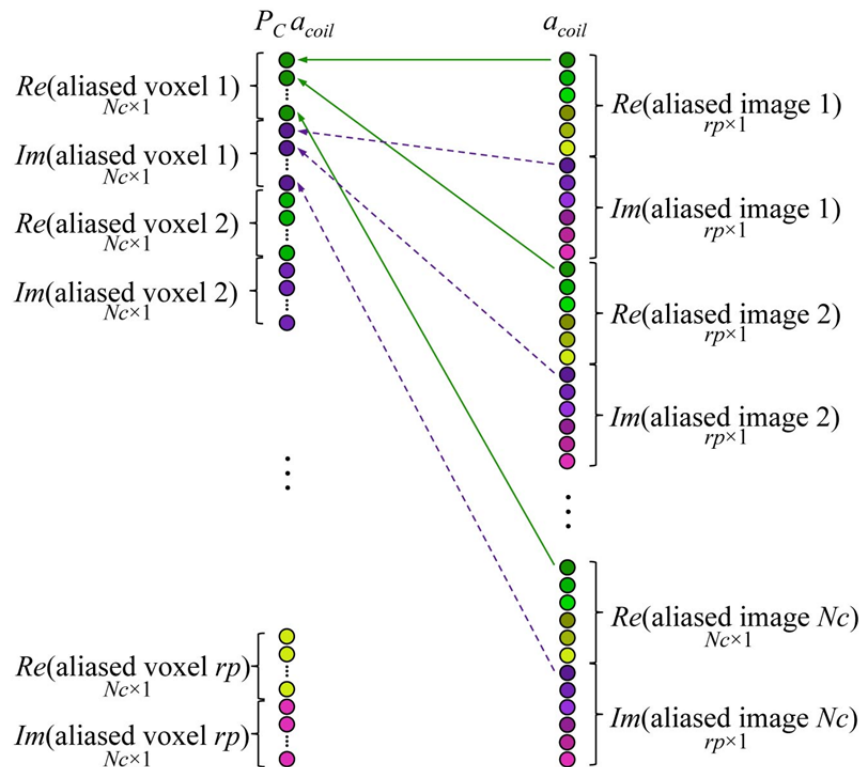 P_C a_coil
Re(aliased voxel 1)
Nc×1
Im(aliased voxel 1)
Nc×1
Re(aliased voxel 2)
Nc×1
Im(aliased voxel 2)
Nc×1
Re(aliased voxel rp)
Nc×1
Im(aliased voxel rp)
Nc×1
a_coil
Re(aliased image 1)
rp×1
Im(aliased image 1)
rp×1
Re(aliased image 2)
rp×1
Im(aliased image 2)
rp×1
Re(aliased image Nc)
Nc×1
Im(aliased image Nc)
rp×1